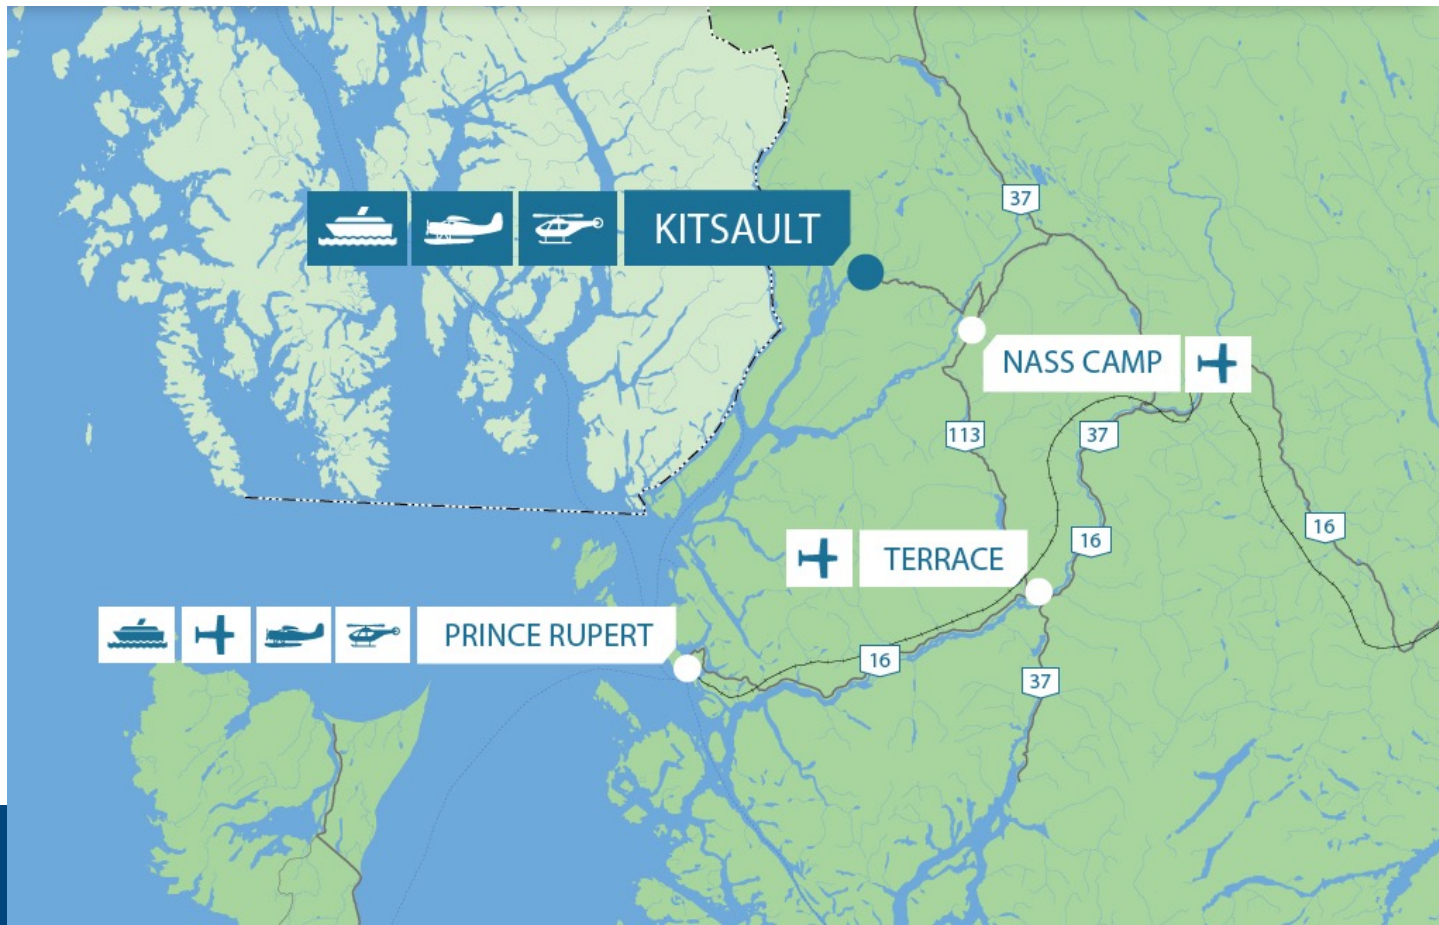 37
KITSAULT
NASS CAMP
113
37
16
16
TERRACE
PRINCE RUPERT
16
37